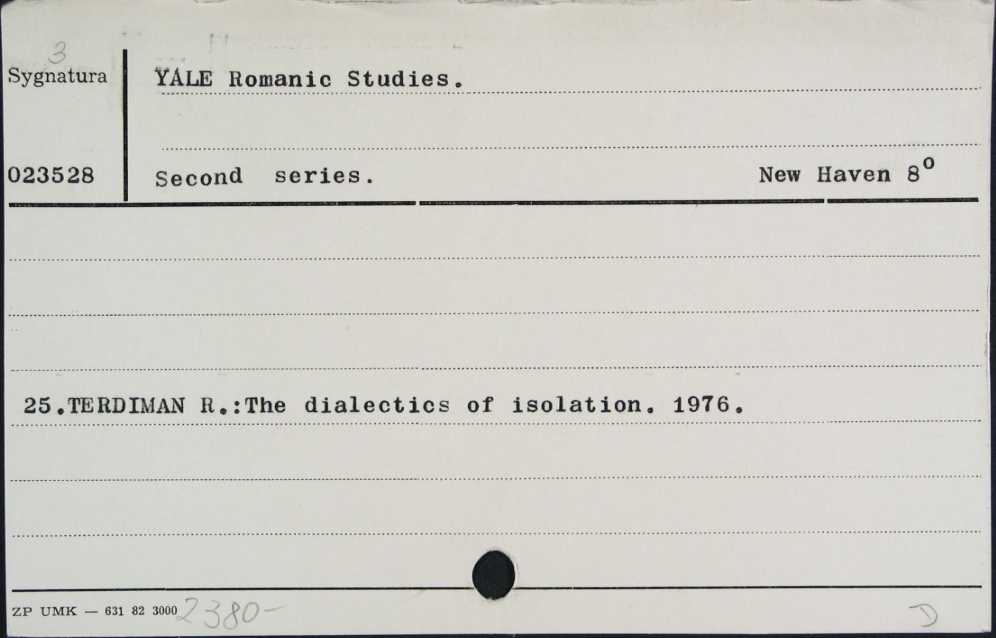 3
Sygnatura YALE Romanic Studies.
023528 Second series. New Haven 8º
25.TERDIMAN R.:The dialectics of isolation. 1976.
ZP UMK — 631 82 3000 2380- D